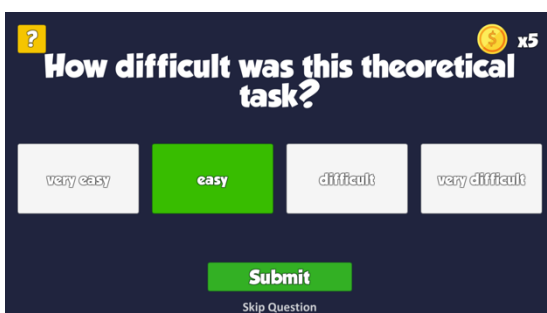 ?
$ x5
How difficult was this theoretical
task?
very easy easy difficult very difficult
Submit
Skip Question